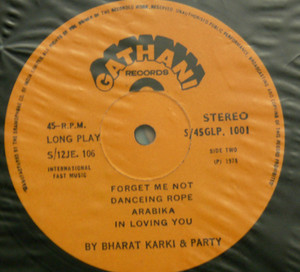 GATHANI
RECORDS
45-R.P.M.
LONG PLAY
S/12JE. 106
INTERNATIONAL
FAST MUSIC
STEREO
S/45GLP. 1001
SIDE TWO
(P) 1978
FORGET ME NOT
DANCEING ROPE
ARABIKA
IN LOVING YOU
BY BHARAT KARKI & PARTY